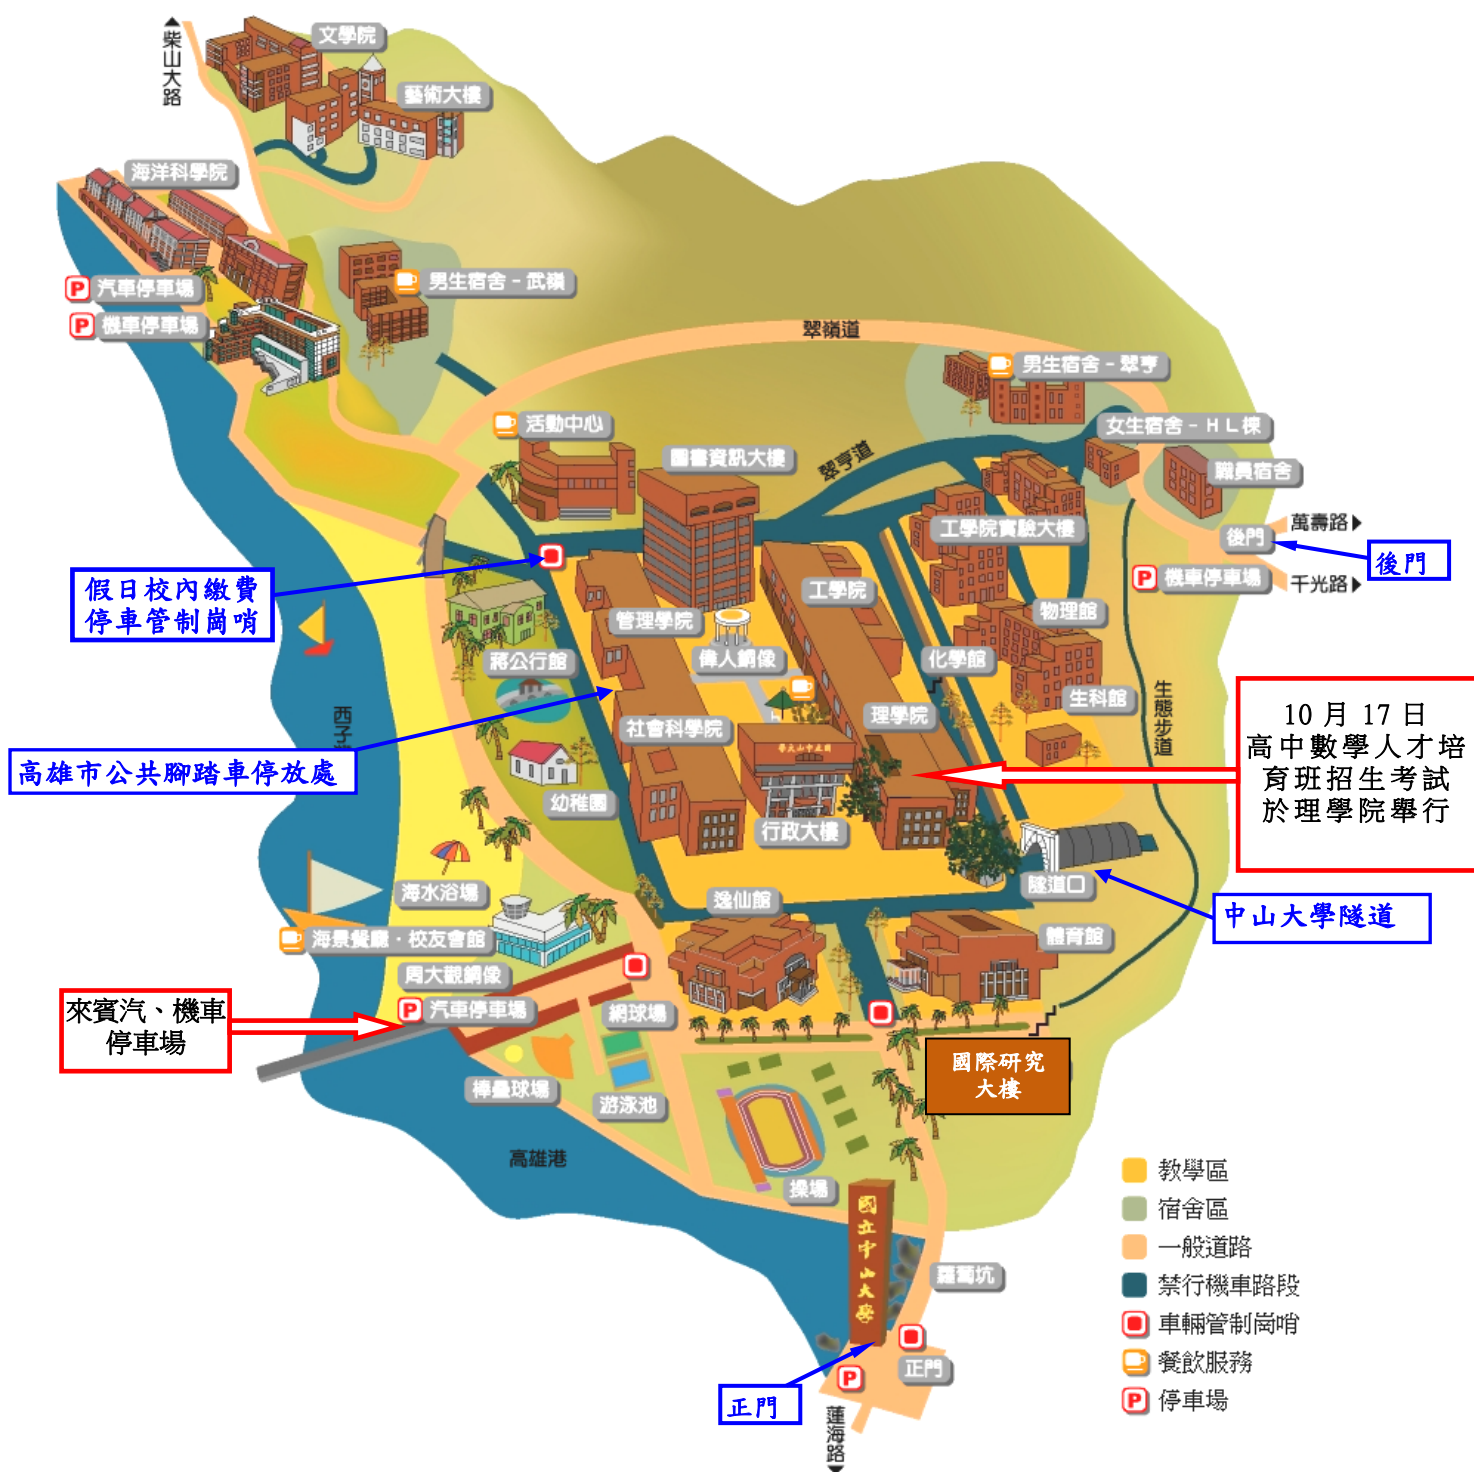 文學院
柴山大路
藝術大樓
海洋科學院
汽車停車場
男生宿舍－武嶺
機車停車場
翠嶺道
男生宿舍－翠亨
活動中心
女生宿舍－ＨＬ棟
圖書資訊大樓
翠亨道
職員宿舍
工學院實驗大樓
萬壽路
後門
後門
假日校內繳費
停車管制崗哨
工學院
機車停車場
千光路
管理學院
物理館
蔣公行館
偉人銅像
化學館
生科館
生態步道
西子
社會科學院
理學院
國立中山大學
10 月 17 日
高中數學人才培
育班招生考試
於理學院舉行
高雄市公共腳踏車停放處
幼稚園
行政大樓
海水浴場
逸仙館
隧道口
中山大學隧道
海景餐廳・校友會館
體育館
周大觀銅像
來賓汽、機車
停車場
汽車停車場
網球場
國際研究
大樓
棒壘球場
游泳池
高雄港
操場
國立中山大學
蘿蔔坑
正門
正門
蓮海路
教學區
宿舍區
一般道路
禁行機車路段
車輛管制崗哨
餐飲服務
P 停車場